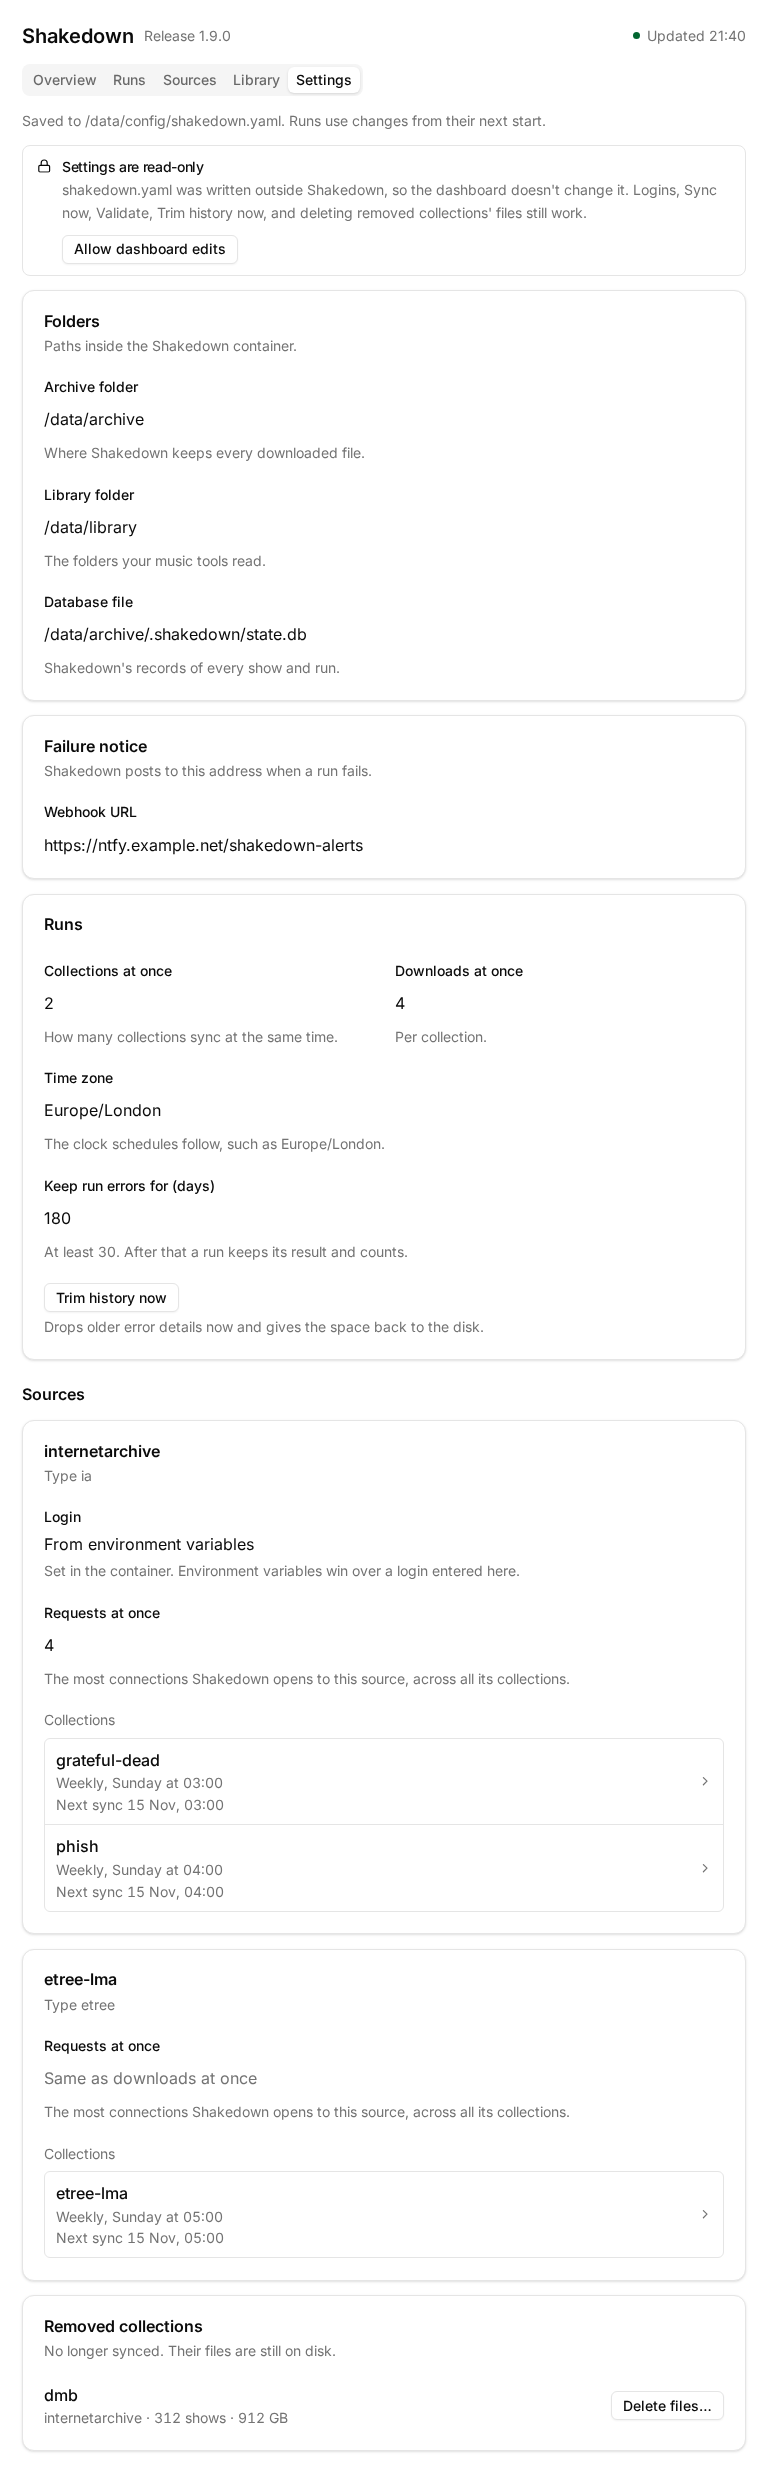 Shakedown Release 1.9.0 Updated 21:40
Overview Runs Sources Library Settings
Saved to /data/config/shakedown.yaml. Runs use changes from their next start.
Settings are read-only
shakedown.yaml was written outside Shakedown, so the dashboard doesn't change it. Logins, Sync
now, Validate, Trim history now, and deleting removed collections' files still work.
Allow dashboard edits
Folders
Paths inside the Shakedown container.
Archive folder
/data/archive
Where Shakedown keeps every downloaded file.
Library folder
/data/library
The folders your music tools read.
Database file
/data/archive/.shakedown/state.db
Shakedown's records of every show and run.
Failure notice
Shakedown posts to this address when a run fails.
Webhook URL
https://ntfy.example.net/shakedown-alerts
Runs
Collections at once
2
How many collections sync at the same time.
Downloads at once
4
Per collection.
Time zone
Europe/London
The clock schedules follow, such as Europe/London.
Keep run errors for (days)
180
At least 30. After that a run keeps its result and counts.
Trim history now
Drops older error details now and gives the space back to the disk.
Sources
internetarchive
Type ia
Login
From environment variables
Set in the container. Environment variables win over a login entered here.
Requests at once
4
The most connections Shakedown opens to this source, across all its collections.
Collections
grateful-dead
Weekly, Sunday at 03:00
Next sync 15 Nov, 03:00
phish
Weekly, Sunday at 04:00
Next sync 15 Nov, 04:00
etree-lma
Type etree
Requests at once
Same as downloads at once
The most connections Shakedown opens to this source, across all its collections.
Collections
etree-lma
Weekly, Sunday at 05:00
Next sync 15 Nov, 05:00
Removed collections
No longer synced. Their files are still on disk.
dmb
internetarchive · 312 shows · 912 GB
Delete files...